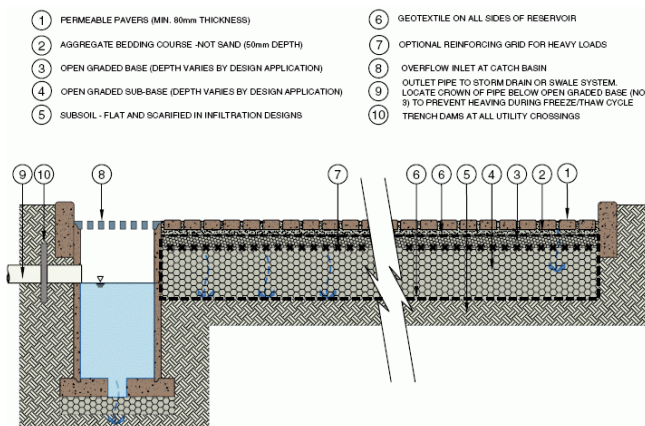 1 PERMEABLE PAVERS (MIN. 80mm THICKNESS)
2 AGGREGATE BEDDING COURSE -NOT SAND (50mm DEPTH)
3 OPEN GRADED BASE (DEPTH VARIES BY DESIGN APPLICATION)
4 OPEN GRADED SUB-BASE (DEPTH VARIES BY DESIGN APPLICATION)
5 SUBSOIL - FLAT AND SCARIFIED IN INFILTRATION DESIGNS
6 GEOTEXTILE ON ALL SIDES OF RESERVOIR
7 OPTIONAL REINFORCING GRID FOR HEAVY LOADS
8 OVERFLOW INLET AT CATCH BASIN
OUTLET PIPE TO STORM DRAIN OR SWALE SYSTEM.
9 LOCATE CROWN OF PIPE BELOW OPEN GRADED BASE (NO
3) TO PREVENT HEAVING DURING FREEZE/THAW CYCLE
10 TRENCH DAMS AT ALL UTILITY CROSSINGS
9 10 8 7 6 6 5 4 3 2 1